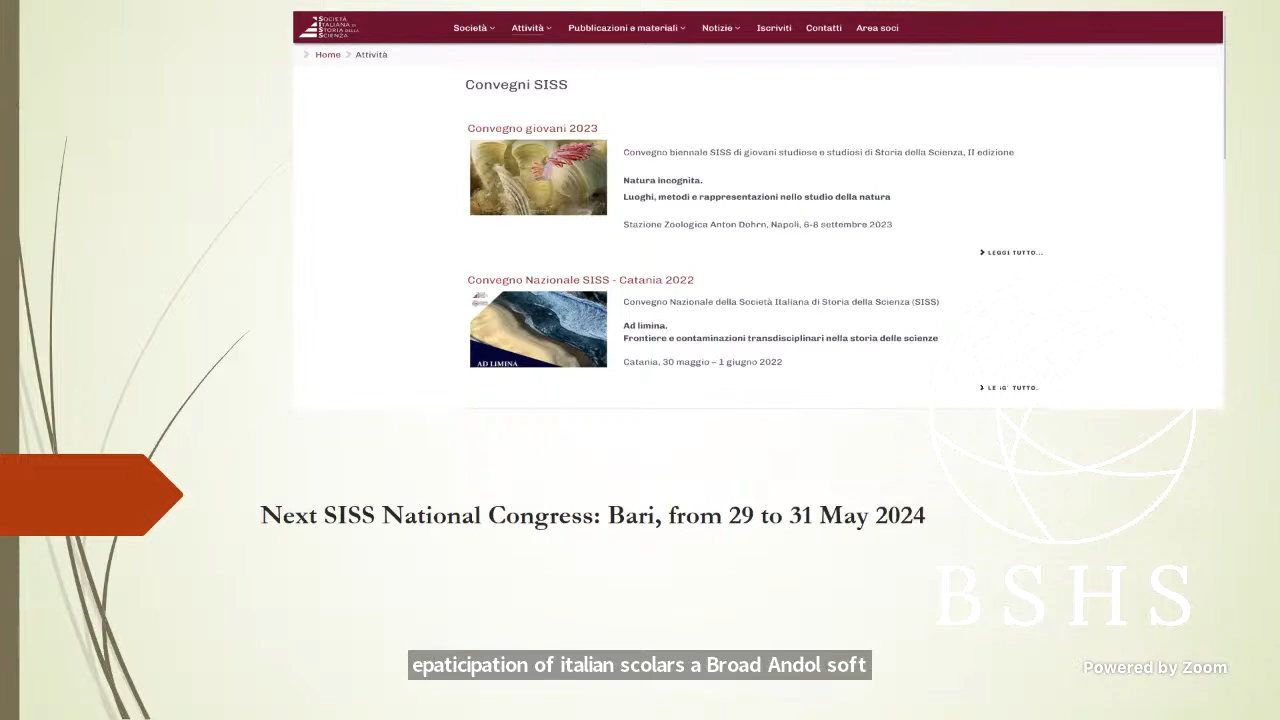 SOCIETÀ
ITALIANA DI
STORIA DELLA
SCIENZA
Società Attività Pubblicazioni e materiali Notizie Iscriviti Contatti Area soci
Home Attività
Convegni SISS
Convegno giovani 2023
Convegno biennale SISS di giovani studiose e studiosi di Storia della Scienza, II edizione
Natura incognita.
Luoghi, metodi e rappresentazioni nello studio della natura
Stazione Zoologica Anton Dohrn, Napoli, 6-8 settembre 2023
LEGGI TUTTO...
Convegno Nazionale SISS - Catania 2022
Convegno Nazionale della Società Italiana di Storia della Scienza (SISS)
Ad limina.
Frontiere e contaminazioni transdisciplinari nella storia delle scienze
AD LIMINA
Catania, 30 maggio – 1 giugno 2022
Next SISS National Congress: Bari, from 29 to 31 May 2024
BSHS
epaticipation of italian scolars a Broad Andol soft
Powered by Zoom